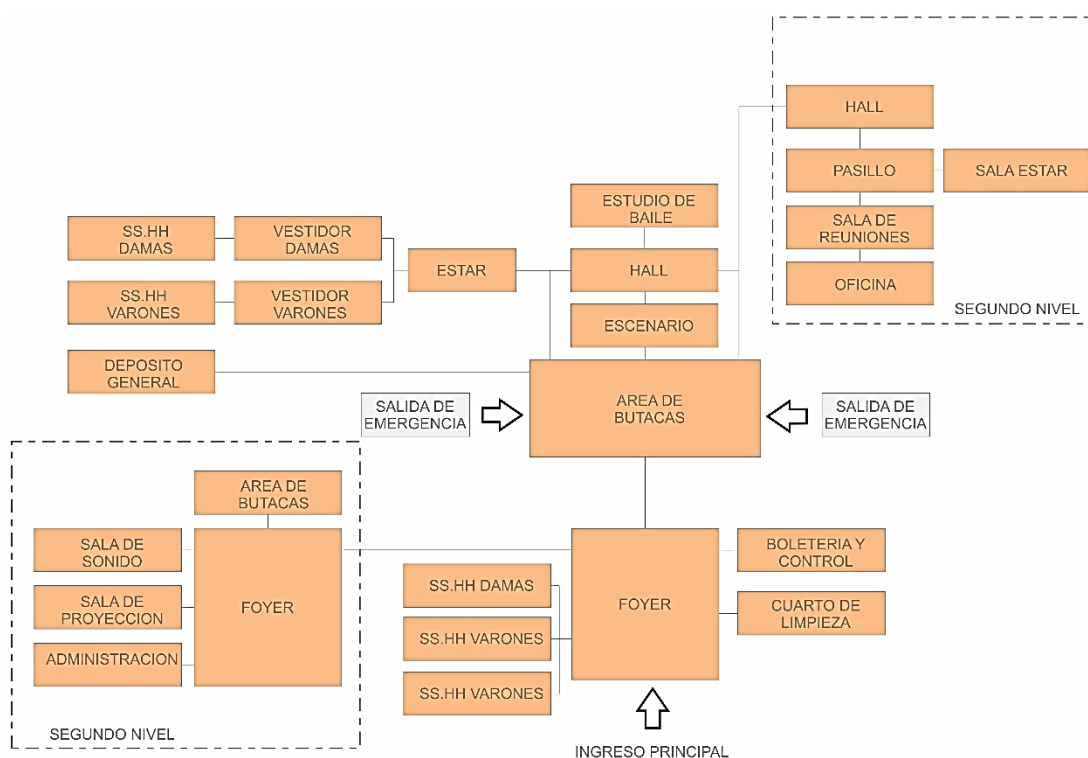 HALL
PASILLO
SALA ESTAR
SALA DE
REUNIONES
OFICINA
SEGUNDO NIVEL
ESTUDIO DE
BAILE
SS.HH
DAMAS
VESTIDOR
DAMAS
ESTAR
HALL
SS.HH
VARONES
VESTIDOR
VARONES
ESCENARIO
DEPOSITO
GENERAL
SALIDA DE
EMERGENCIA
AREA DE
BUTACAS
SALIDA DE
EMERGENCIA
AREA DE
BUTACAS
SALA DE
SONIDO
SALA DE
PROYECCION
ADMINISTRACION
FOYER
SEGUNDO NIVEL
SS.HH DAMAS
SS.HH VARONES
SS.HH VARONES
FOYER
BOLETERIA Y
CONTROL
CUARTO DE
LIMPIEZA
INGRESO PRINCIPAL